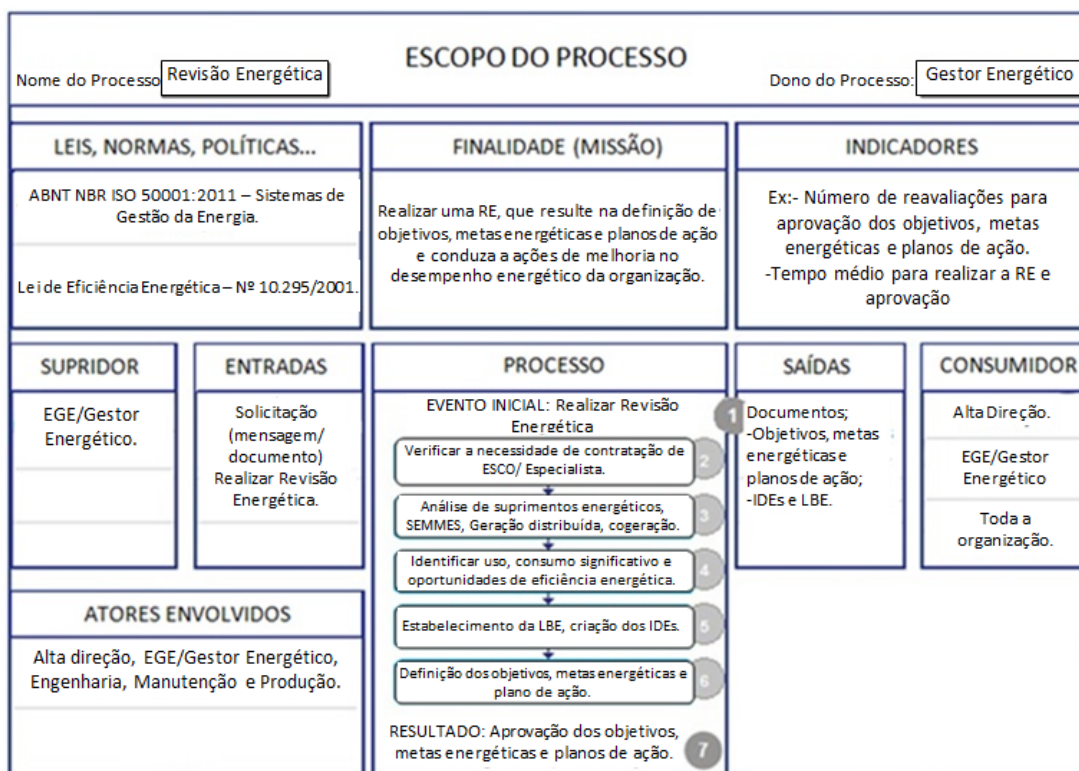 ESCOPO DO PROCESSO
Nome do Processo
Revisão Energética
Dono do Processo:
Gestor Energético
LEIS, NORMAS, POLÍTICAS...
ABNT NBR ISO 50001:2011 – Sistemas de
Gestão da Energia.
Lei de Eficiência Energética – Nº 10.295/2001.
FINALIDADE (MISSÃO)
Realizar uma RE, que resulte na definição de
objetivos, metas energéticas e planos de ação
e conduza a ações de melhoria no
desempenho energético da organização.
INDICADORES
Ex:- Número de reavaliações para
aprovação dos objetivos, metas
energéticas e planos de ação.
-Tempo médio para realizar a RE e
aprovação
SUPRIDOR
EGE/Gestor
Energético.
ENTRADAS
Solicitação
(mensagem/
documento)
Realizar Revisão
Energética.
PROCESSO
EVENTO INICIAL: Realizar Revisão
Energética
1
Verificar a necessidade de contratação de
ESCO/ Especialista.
2
Análise de suprimentos energéticos,
SEMMES, Geração distribuída, cogeração.
3
Identificar uso, consumo significativo e
oportunidades de eficiência energética.
4
Estabelecimento da LBE, criação dos IDEs.
5
Definição dos objetivos, metas energéticas e
plano de ação.
6
RESULTADO: Aprovação dos objetivos,
metas energéticas e planos de ação.
7
SAÍDAS
Documentos;
-Objetivos, metas
energéticas e
planos de ação;
-IDEs e LBE.
CONSUMIDOR
Alta Direção.
EGE/Gestor
Energético
Toda a
organização.
ATORES ENVOLVIDOS
Alta direção, EGE/Gestor Energético,
Engenharia, Manutenção e Produção.